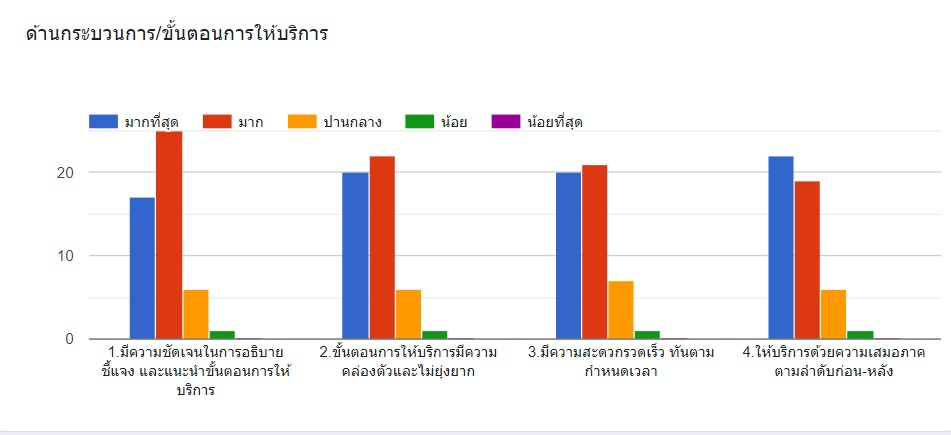 ด้านกระบวนการ/ขั้นตอนการให้บริการ
มากที่สุด มาก ปานกลาง น้อย น้อยที่สุด
20
10
0
1.มีความชัดเจนในการอธิบาย
ชี้แจง และแนะนำขั้นตอนการให้
บริการ
2.ขั้นตอนการให้บริการมีความ
คล่องตัวและไม่ยุ่งยาก
3.มีความสะดวกรวดเร็ว ทันตาม
กำหนดเวลา
4.ให้บริการด้วยความเสมอภาค
ตามลำดับก่อน-หลัง